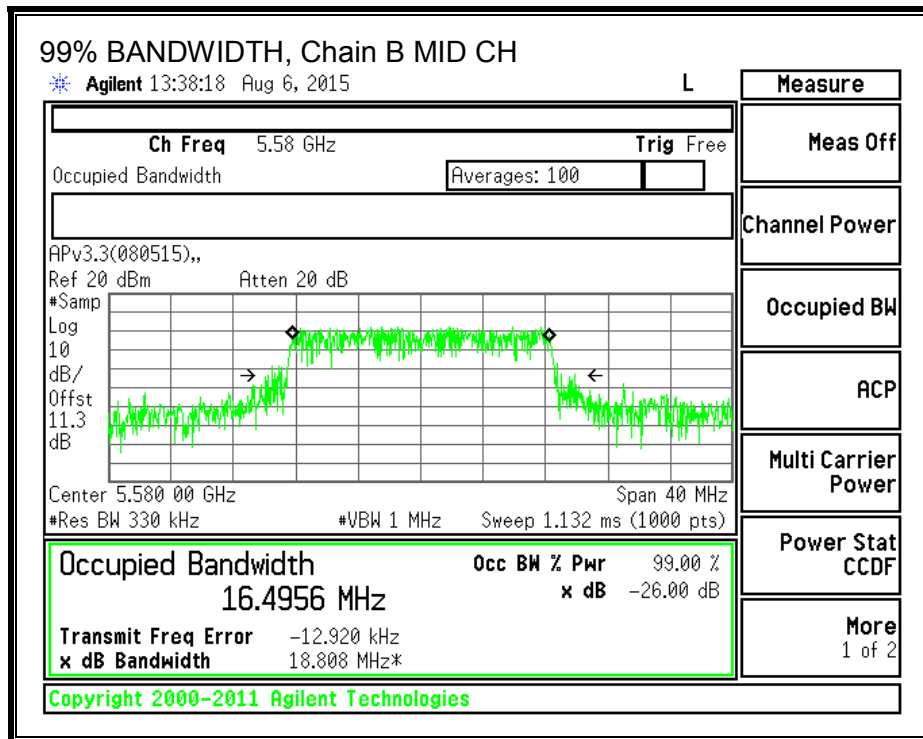 99% BANDWIDTH, Chain B MID CH
Agilent 13:38:18 Aug 6, 2015 L
Measure
Ch Freq 5.58 GHz Trig Free
Meas Off
Occupied Bandwidth Averages: 100
Channel Power
APv3.3(080515),,
Ref 20 dBm Atten 20 dB
#Samp
Log
10
dB/
Offst
11.3
dB
Occupied BW
ACP
Multi Carrier
Power
Center 5.580 00 GHz Span 40 MHz
#Res BW 330 kHz #VBW 1 MHz Sweep 1.132 ms (1000 pts)
Power Stat
CCDF
Occupied Bandwidth Occ BW % Pwr 99.00 %
16.4956 MHz x dB -26.00 dB
Transmit Freq Error -12.920 kHz
x dB Bandwidth 18.808 MHz*
More
1 of 2
Copyright 2000-2011 Agilent Technologies